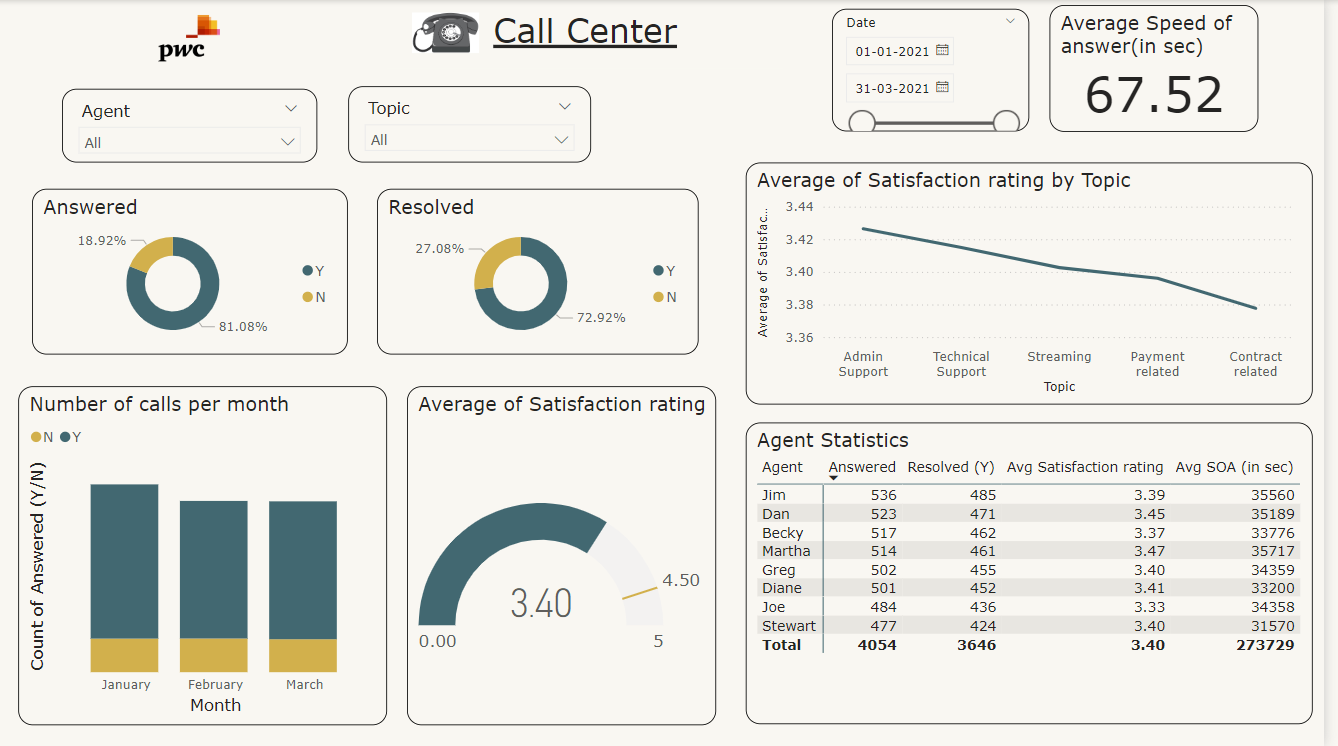 pwc
Call Center
Date
01-01-2021
31-03-2021
Average Speed of
answer(in sec)
67.52
Agent
All
Topic
All
Answered
18.92%
81.08%
Y
N
Resolved
27.08%
72.92%
Y
N
Average of Satisfaction rating by Topic
Average of Satisfac...
3.44
3.42
3.40
3.38
3.36
Admin Support
Technical Support
Streaming
Payment related
Contract related
Topic
Number of calls per month
N Y
Count of Answered (Y/N)
January February March
Month
Average of Satisfaction rating
3.40
4.50
0.00
5
Agent Statistics
Agent Answered Resolved (Y) Avg Satisfaction rating Avg SOA (in sec)
Jim 536 485 3.39 35560
Dan 523 471 3.45 35189
Becky 517 462 3.37 33776
Martha 514 461 3.47 35717
Greg 502 455 3.40 34359
Diane 501 452 3.41 33200
Joe 484 436 3.33 34358
Stewart 477 424 3.40 31570
Total 4054 3646 3.40 273729